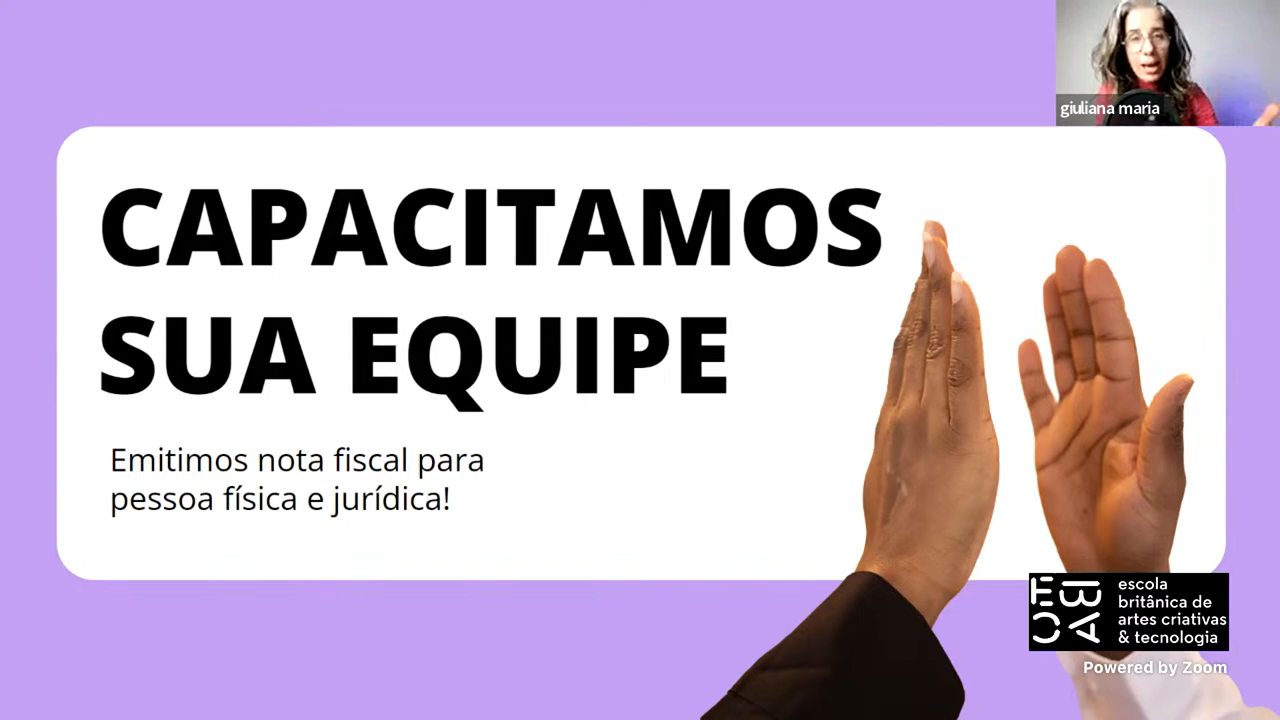 giuliana maria
CAPACITAMOS
SUA EQUIPE
Emitimos nota fiscal para
pessoa física e jurídica!
EBAC
escola
britânica de
artes criativas
& tecnologia
Powered by Zoom